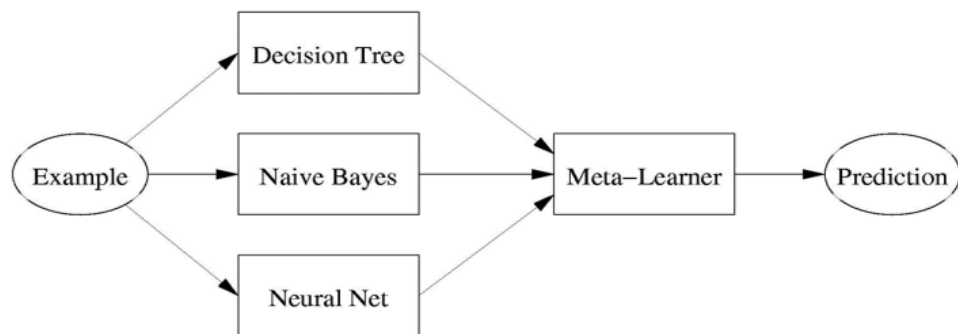 Decision Tree
Example
Naive Bayes
Meta−Learner
Prediction
Neural Net